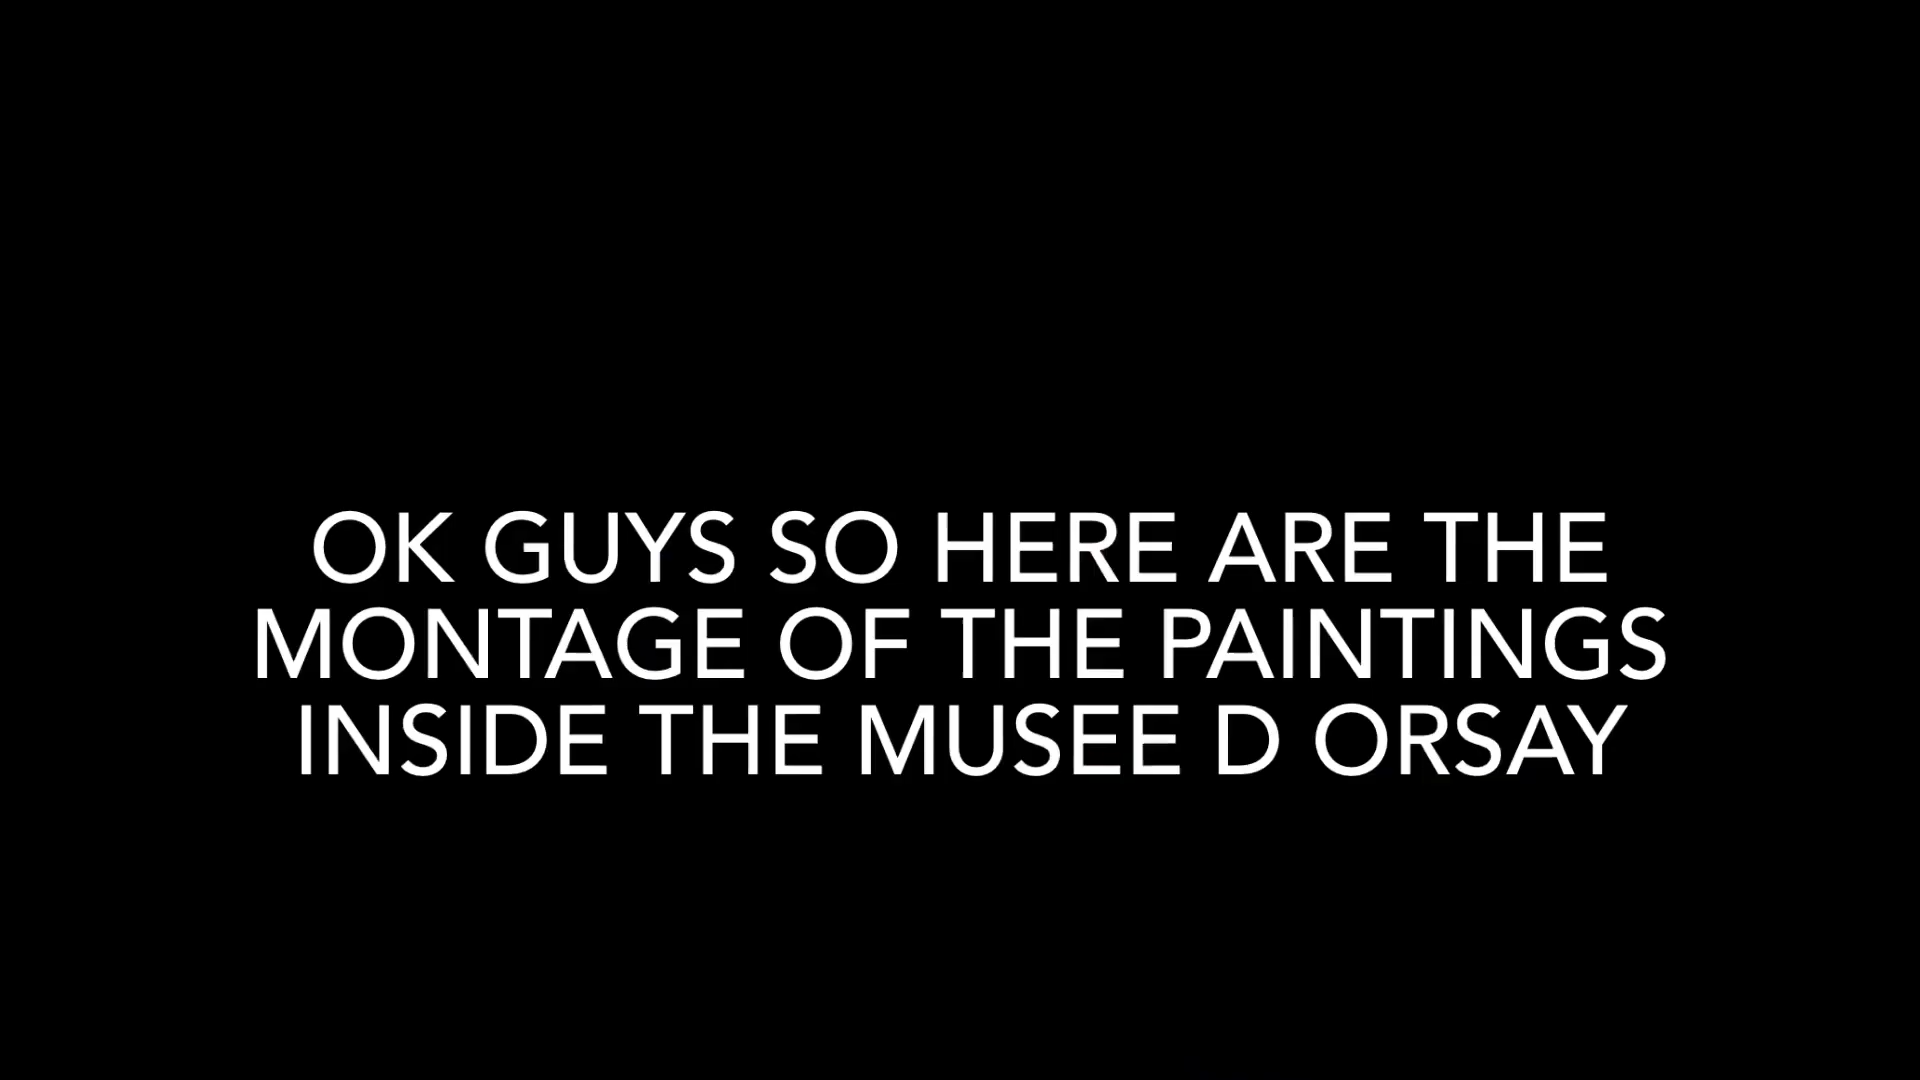 OK GUYS SO HERE ARE THE
MONTAGE OF THE PAINTINGS
INSIDE THE MUSEE D ORSAY